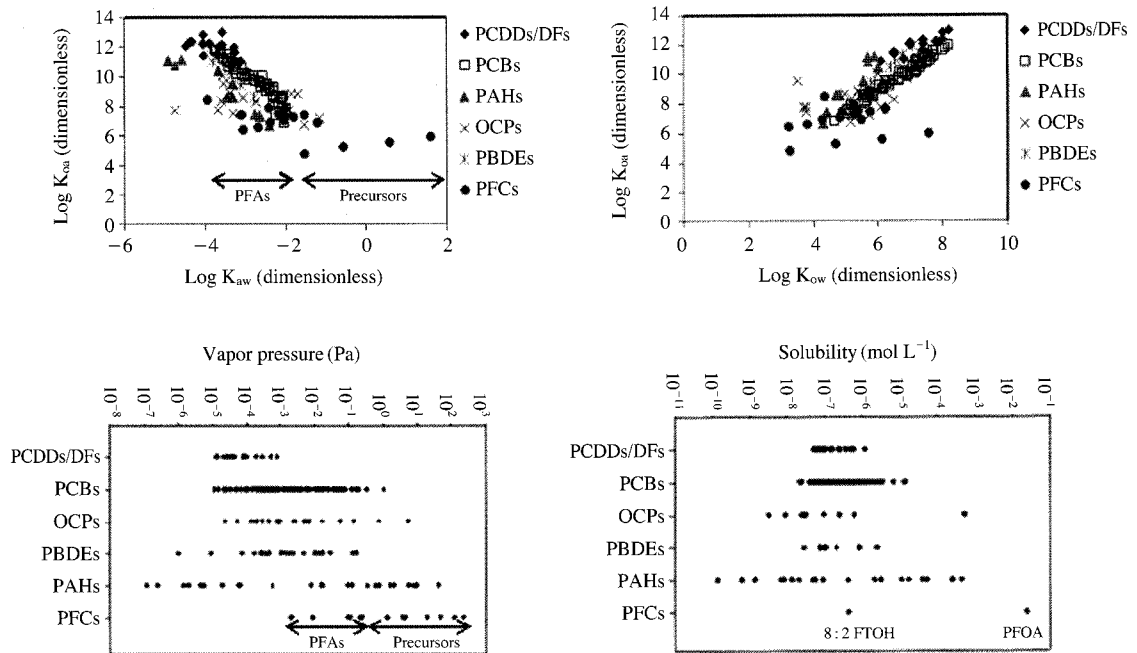 Log Koa (dimensionless)
14
12
10
8
6
4
2
0
−6
−4
−2
0
2
Log Kaw (dimensionless)
PFAs
Precursors
PCDDs/DFs
PCBs
PAHs
OCPs
PBDEs
PFCs
Log Koa (dimensionless)
14
12
10
8
6
4
2
0
0
2
4
6
8
10
Log Kow (dimensionless)
PCDDs/DFs
PCBs
PAHs
OCPs
PBDEs
PFCs
Vapor pressure (Pa)
10⁻⁸
10⁻⁷
10⁻⁶
10⁻⁵
10⁻⁴
10⁻³
10⁻²
10⁻¹
10⁰
10¹
10²
10³
PCDDs/DFs
PCBs
OCPs
PBDEs
PAHs
PFCs
PFAs
Precursors
Solubility (mol L⁻¹)
10⁻¹¹
10⁻¹⁰
10⁻⁹
10⁻⁸
10⁻⁷
10⁻⁶
10⁻⁵
10⁻⁴
10⁻³
10⁻²
10⁻¹
PCDDs/DFs
PCBs
OCPs
PBDEs
PAHs
PFCs
8 : 2 FTOH
PFOA